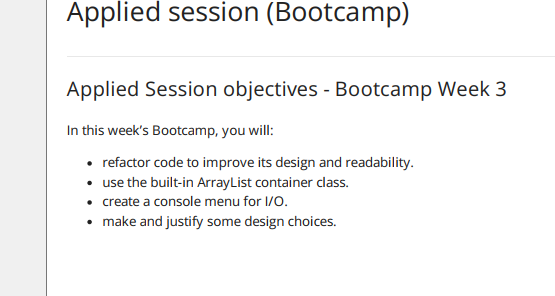 Applied session (Bootcamp)
Applied Session objectives - Bootcamp Week 3
In this week's Bootcamp, you will:
• refactor code to improve its design and readability.
• use the built-in ArrayList container class.
• create a console menu for I/O.
• make and justify some design choices.